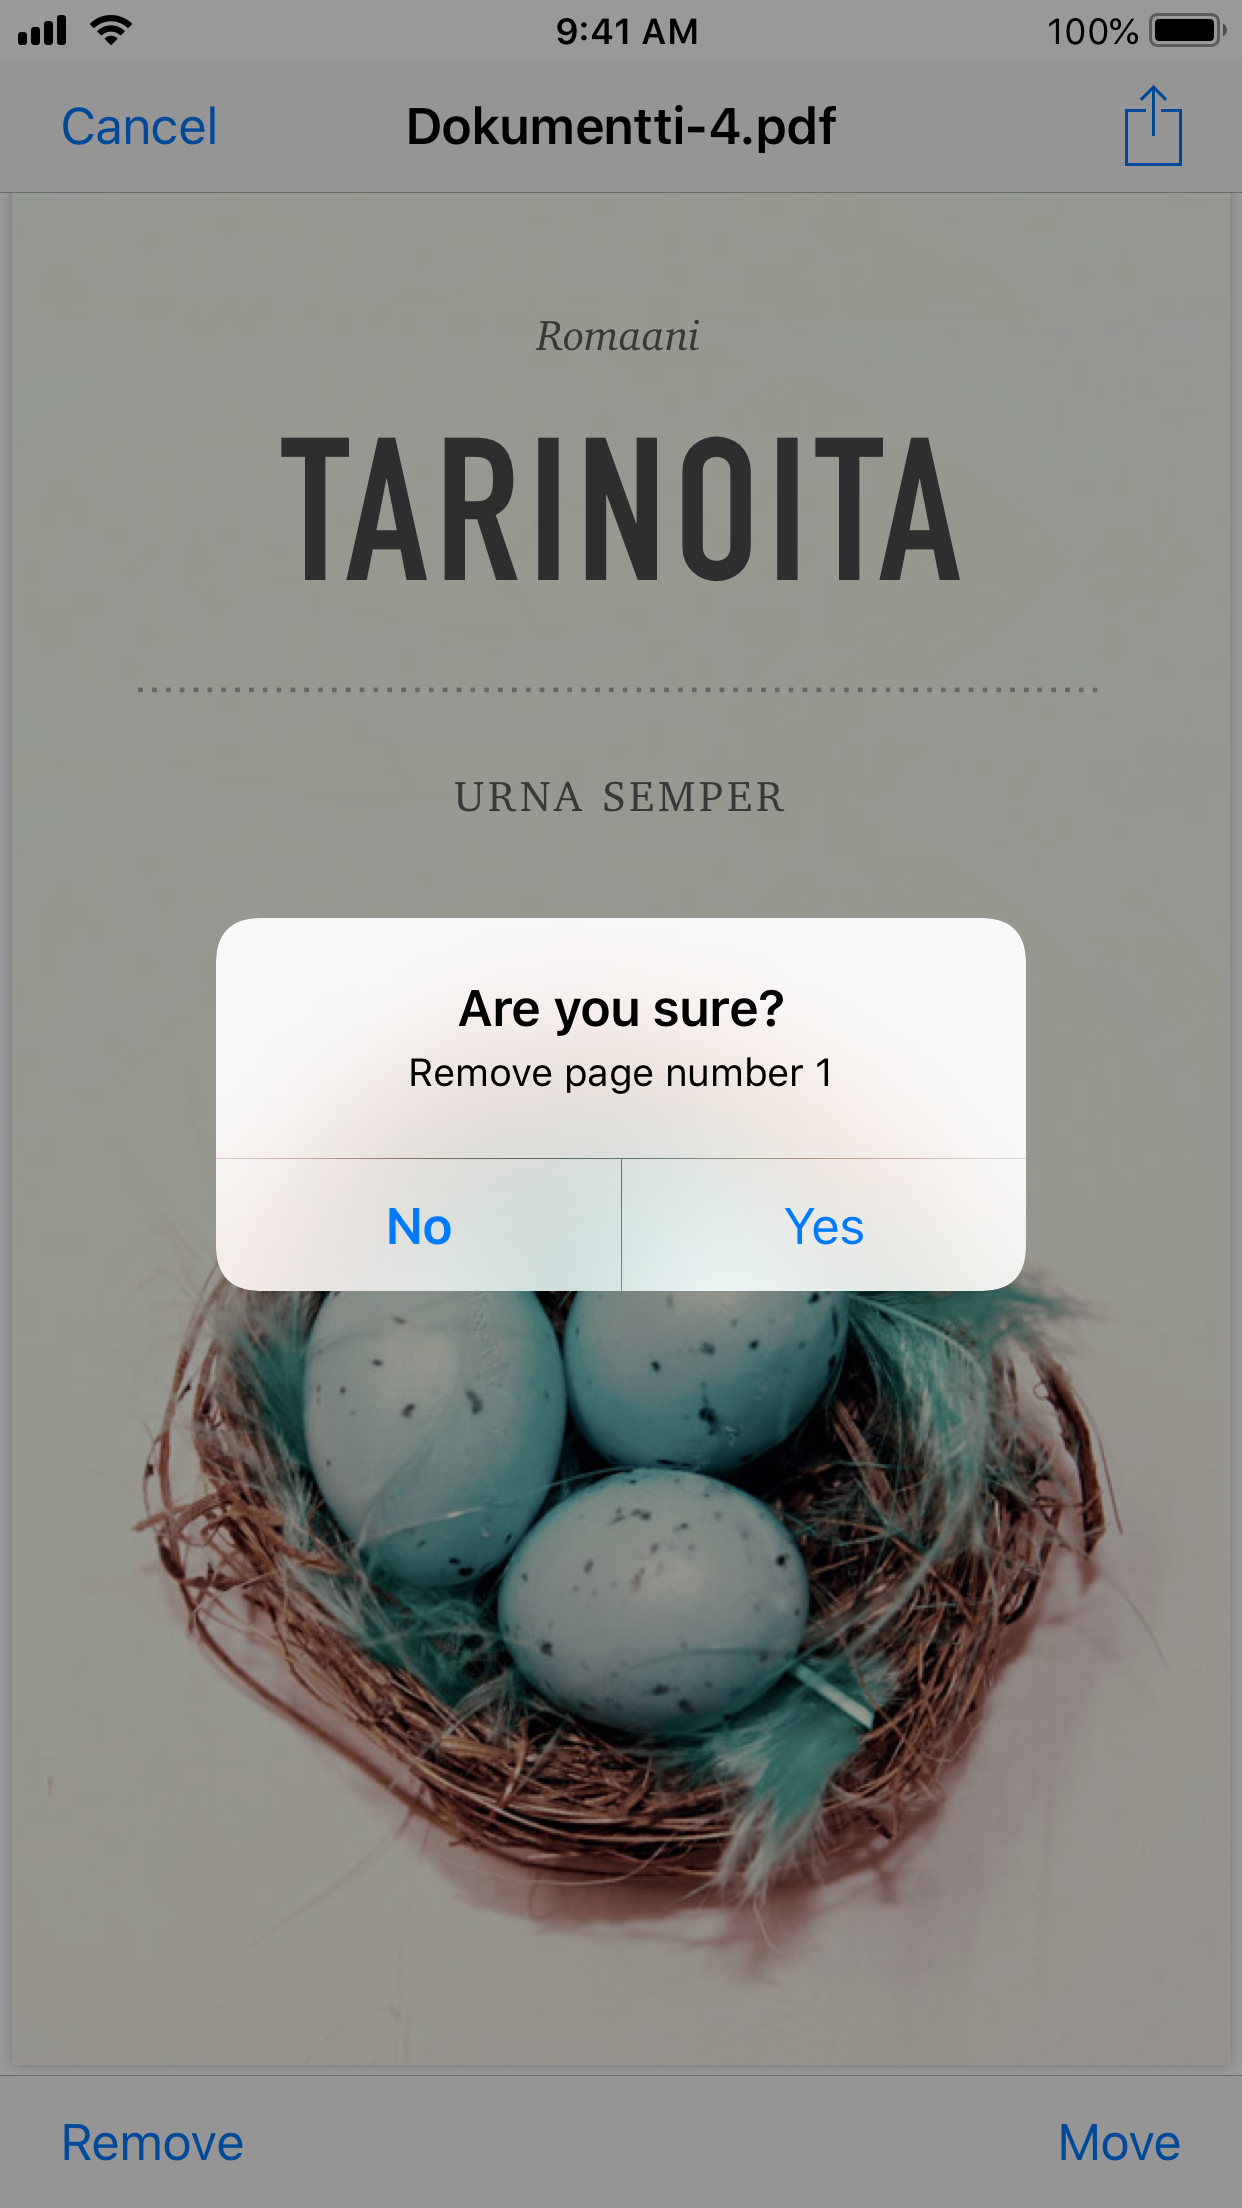 9:41 AM
100%
Cancel
Dokumentti-4.pdf
Romaani
TARINOITA
URNA SEMPER
Are you sure?
Remove page number 1
No
Yes
Remove
Move